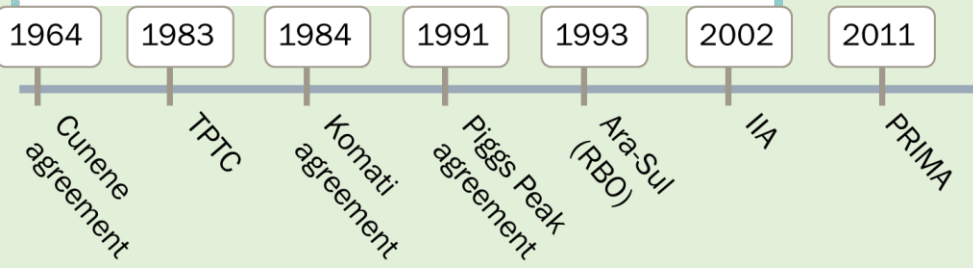 1964
1983
1984
1991
1993
2002
2011
Cunene
agreement
TPTC
Komati
agreement
Piggs Peak
agreement
Ara-Sul
(RBO)
IIA
PRIMA